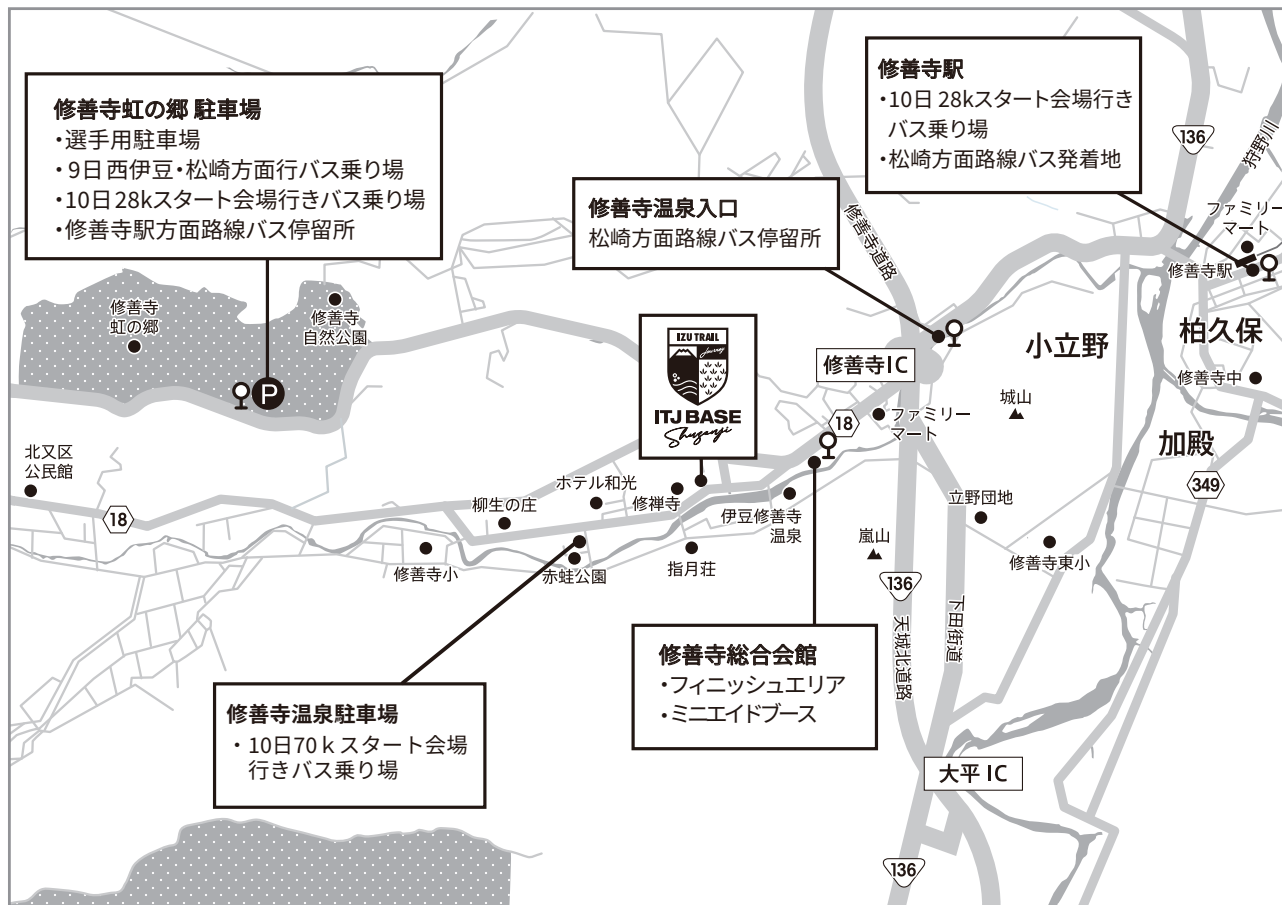 修善寺虹の郷 駐車場
・選手用駐車場
・9日 西伊豆・松崎方面行バス乗り場
・10日 28kスタート会場行きバス乗り場
・修善寺駅方面路線バス停留所
修善寺駅
・10日 28kスタート会場行き
バス乗り場
・松崎方面路線バス発着地
修善寺温泉入口
松崎方面路線バス停留所
136
狩野川
ファミリー
マート
修善寺駅
修善寺道路
修善寺
虹の郷
修善寺
自然公園
P
IZU TRAIL
Journey
ITJ BASE
Shuzenji
修善寺IC
小立野
柏久保
修善寺中
城山
ファミリー
マート
18
加殿
349
北又区
公民館
18
柳生の庄
ホテル和光
修禅寺
伊豆修善寺
温泉
立野団地
嵐山
修善寺東小
修善寺小
赤蛙公園
指月荘
136
天城北道路
下田街道
修善寺総合会館
・フィニッシュエリア
・ミニエイドブース
修善寺温泉駐車場
・10日70kスタート会場
行きバス乗り場
大平 IC
136